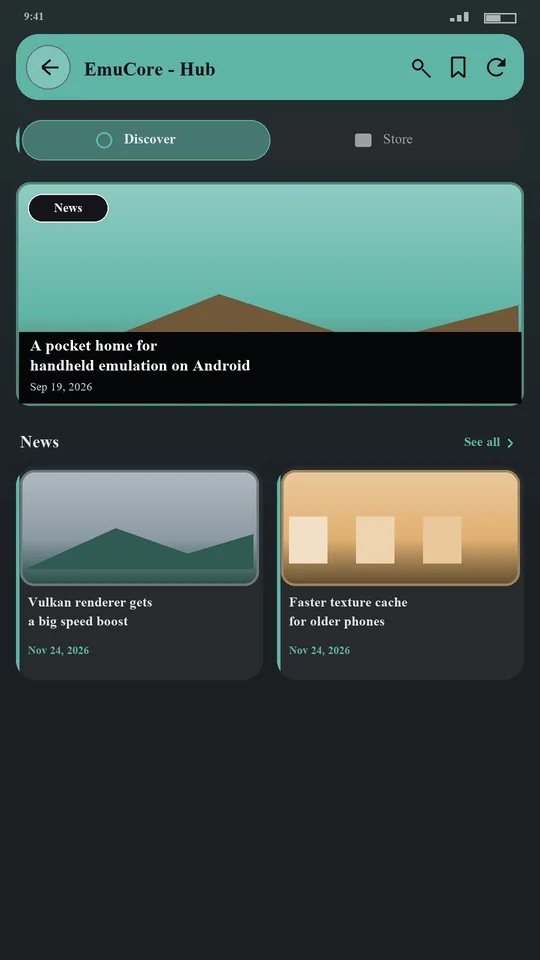 9:41
EmuCore - Hub
Discover
Store
News
A pocket home for
handheld emulation on Android
Sep 19, 2026
News
See all
Vulkan renderer gets
a big speed boost
Nov 24, 2026
Faster texture cache
for older phones
Nov 24, 2026